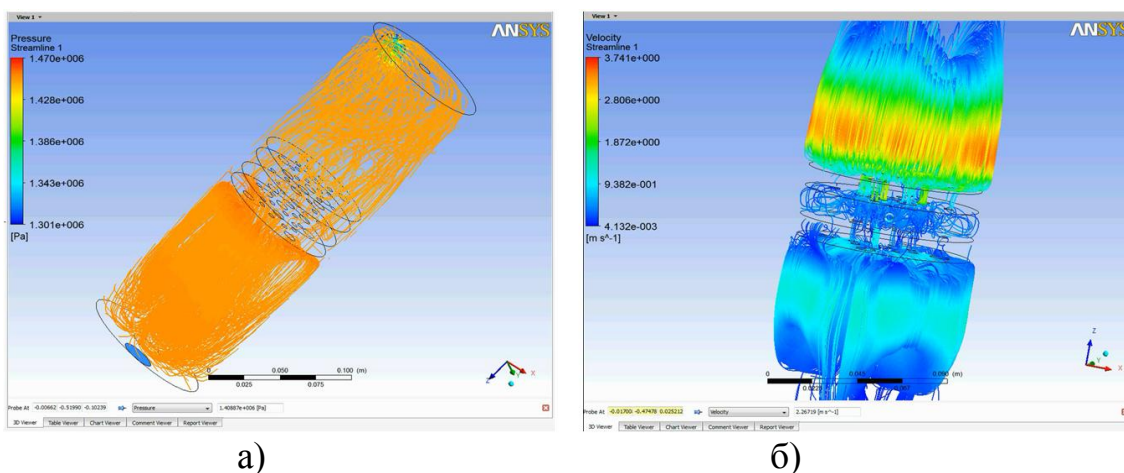 View 1
ANSYS
Pressure
Streamline 1
1.470e+006
1.428e+006
1.386e+006
1.343e+006
1.301e+006
[Pa]
0 0.050 0.100 (m)
0.025 0.075
Z X
Probe At -0.00662 -0.51990 -0.10239 Pressure 1.40887e+006 [Pa]
3D Viewer Table Viewer Chart Viewer Comment Viewer Report Viewer
а)
View 1
ANSYS
Velocity
Streamline 1
3.741e+000
2.806e+000
1.872e+000
9.382e-001
4.132e-003
[m s^-1]
0 0.045 0.090 (m)
Z
Y
X
Probe At -0.01700 -0.47478 0.025212 Velocity 2.26719 [m s^-1]
3D Viewer Table Viewer Chart Viewer Comment Viewer Report Viewer
б)